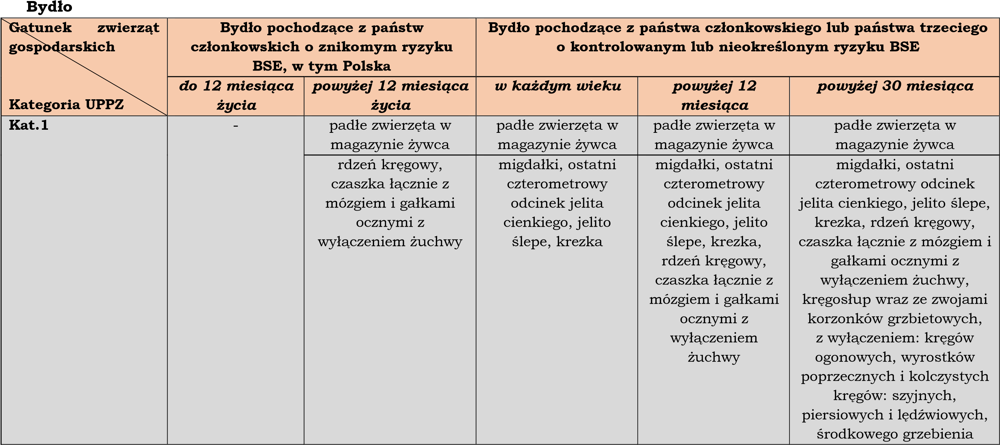 Bydło
Gatunek zwierząt
gospodarskich
Kategoria UPPZ
Bydło pochodzące z państw
członkowskich o znikomym ryzyku
BSE, w tym Polska
Bydło pochodzące z państwa członkowskiego lub państwa trzeciego
o kontrolowanym lub nieokreślonym ryzyku BSE
do 12 miesiąca
życia
powyżej 12 miesiąca
życia
w każdym wieku
powyżej 12
miesiąca
powyżej 30 miesiąca
Kat.1
-
padłe zwierzęta w
magazynie żywca
padłe zwierzęta w
magazynie żywca
padłe zwierzęta w
magazynie żywca
padłe zwierzęta w
magazynie żywca
rdzeń kręgowy,
czaszka łącznie z
mózgiem i gałkami
ocznymi z
wyłączeniem żuchwy
migdałki, ostatni
czterometrowy
odcinek jelita
cienkiego, jelito
ślepe, krezka
migdałki, ostatni
czterometrowy
odcinek jelita
cienkiego, jelito
ślepe, krezka,
rdzeń kręgowy,
czaszka łącznie z
mózgiem i gałkami
ocznymi z
wyłączeniem
żuchwy
migdałki, ostatni
czterometrowy odcinek
jelita cienkiego, jelito ślepe,
krezka, rdzeń kręgowy,
czaszka łącznie z mózgiem i
gałkami ocznymi z
wyłączeniem żuchwy,
kręgosłup wraz ze zwojami
korzonków grzbietowych,
z wyłączeniem: kręgów
ogonowych, wyrostków
poprzecznych i kolczystych
kręgów: szyjnych,
piersiowych i lędźwiowych,
środkowego grzebienia